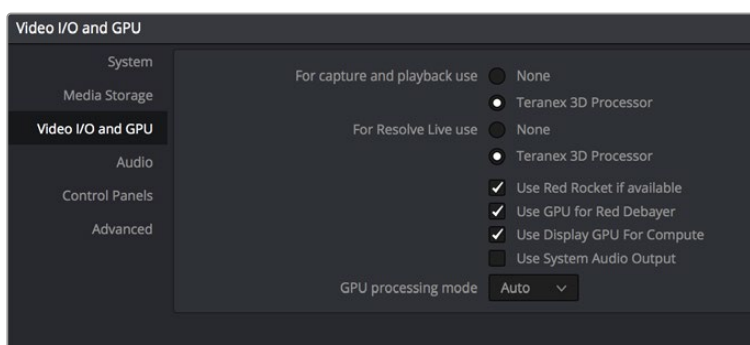 Video I/O and GPU
System
Media Storage
Video I/O and GPU
Audio
Control Panels
Advanced
For capture and playback use None
Teranex 3D Processor
For Resolve Live use None
Teranex 3D Processor
Use Red Rocket if available
Use GPU for Red Debayer
Use Display GPU For Compute
Use System Audio Output
GPU processing mode Auto